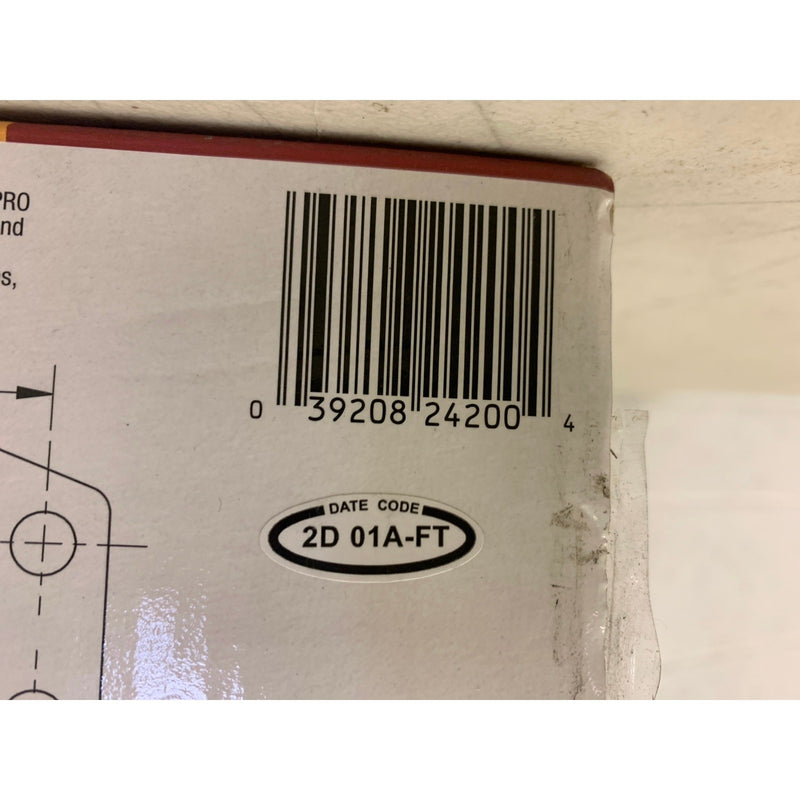 PRO
nd
s,
0 39208 24200 4
DATE CODE
2D 01A-FT